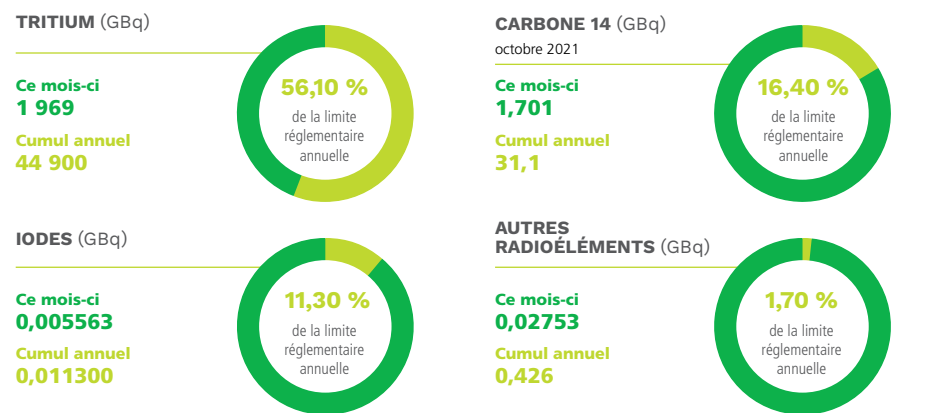 TRITIUM (GBq)
Ce mois-ci
1 969
Cumul annuel
44 900
56,10 %
de la limite
réglementaire
annuelle
CARBONE 14 (GBq)
octobre 2021
Ce mois-ci
1,701
Cumul annuel
31,1
16,40 %
de la limite
réglementaire
annuelle
IODES (GBq)
Ce mois-ci
0,005563
Cumul annuel
0,011300
11,30 %
de la limite
réglementaire
annuelle
AUTRES
RADIOÉLÉMENTS (GBq)
Ce mois-ci
0,02753
Cumul annuel
0,426
1,70 %
de la limite
réglementaire
annuelle